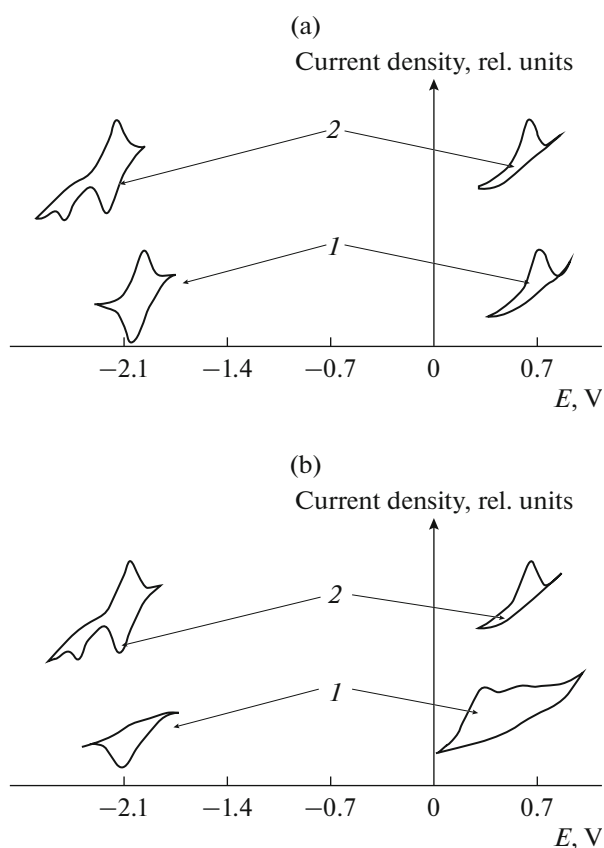 (a)
Current density, rel. units
2
1
−2.1 −1.4 −0.7 0 0.7
E, V
(b)
Current density, rel. units
2
1
−2.1 −1.4 −0.7 0 0.7
E, V